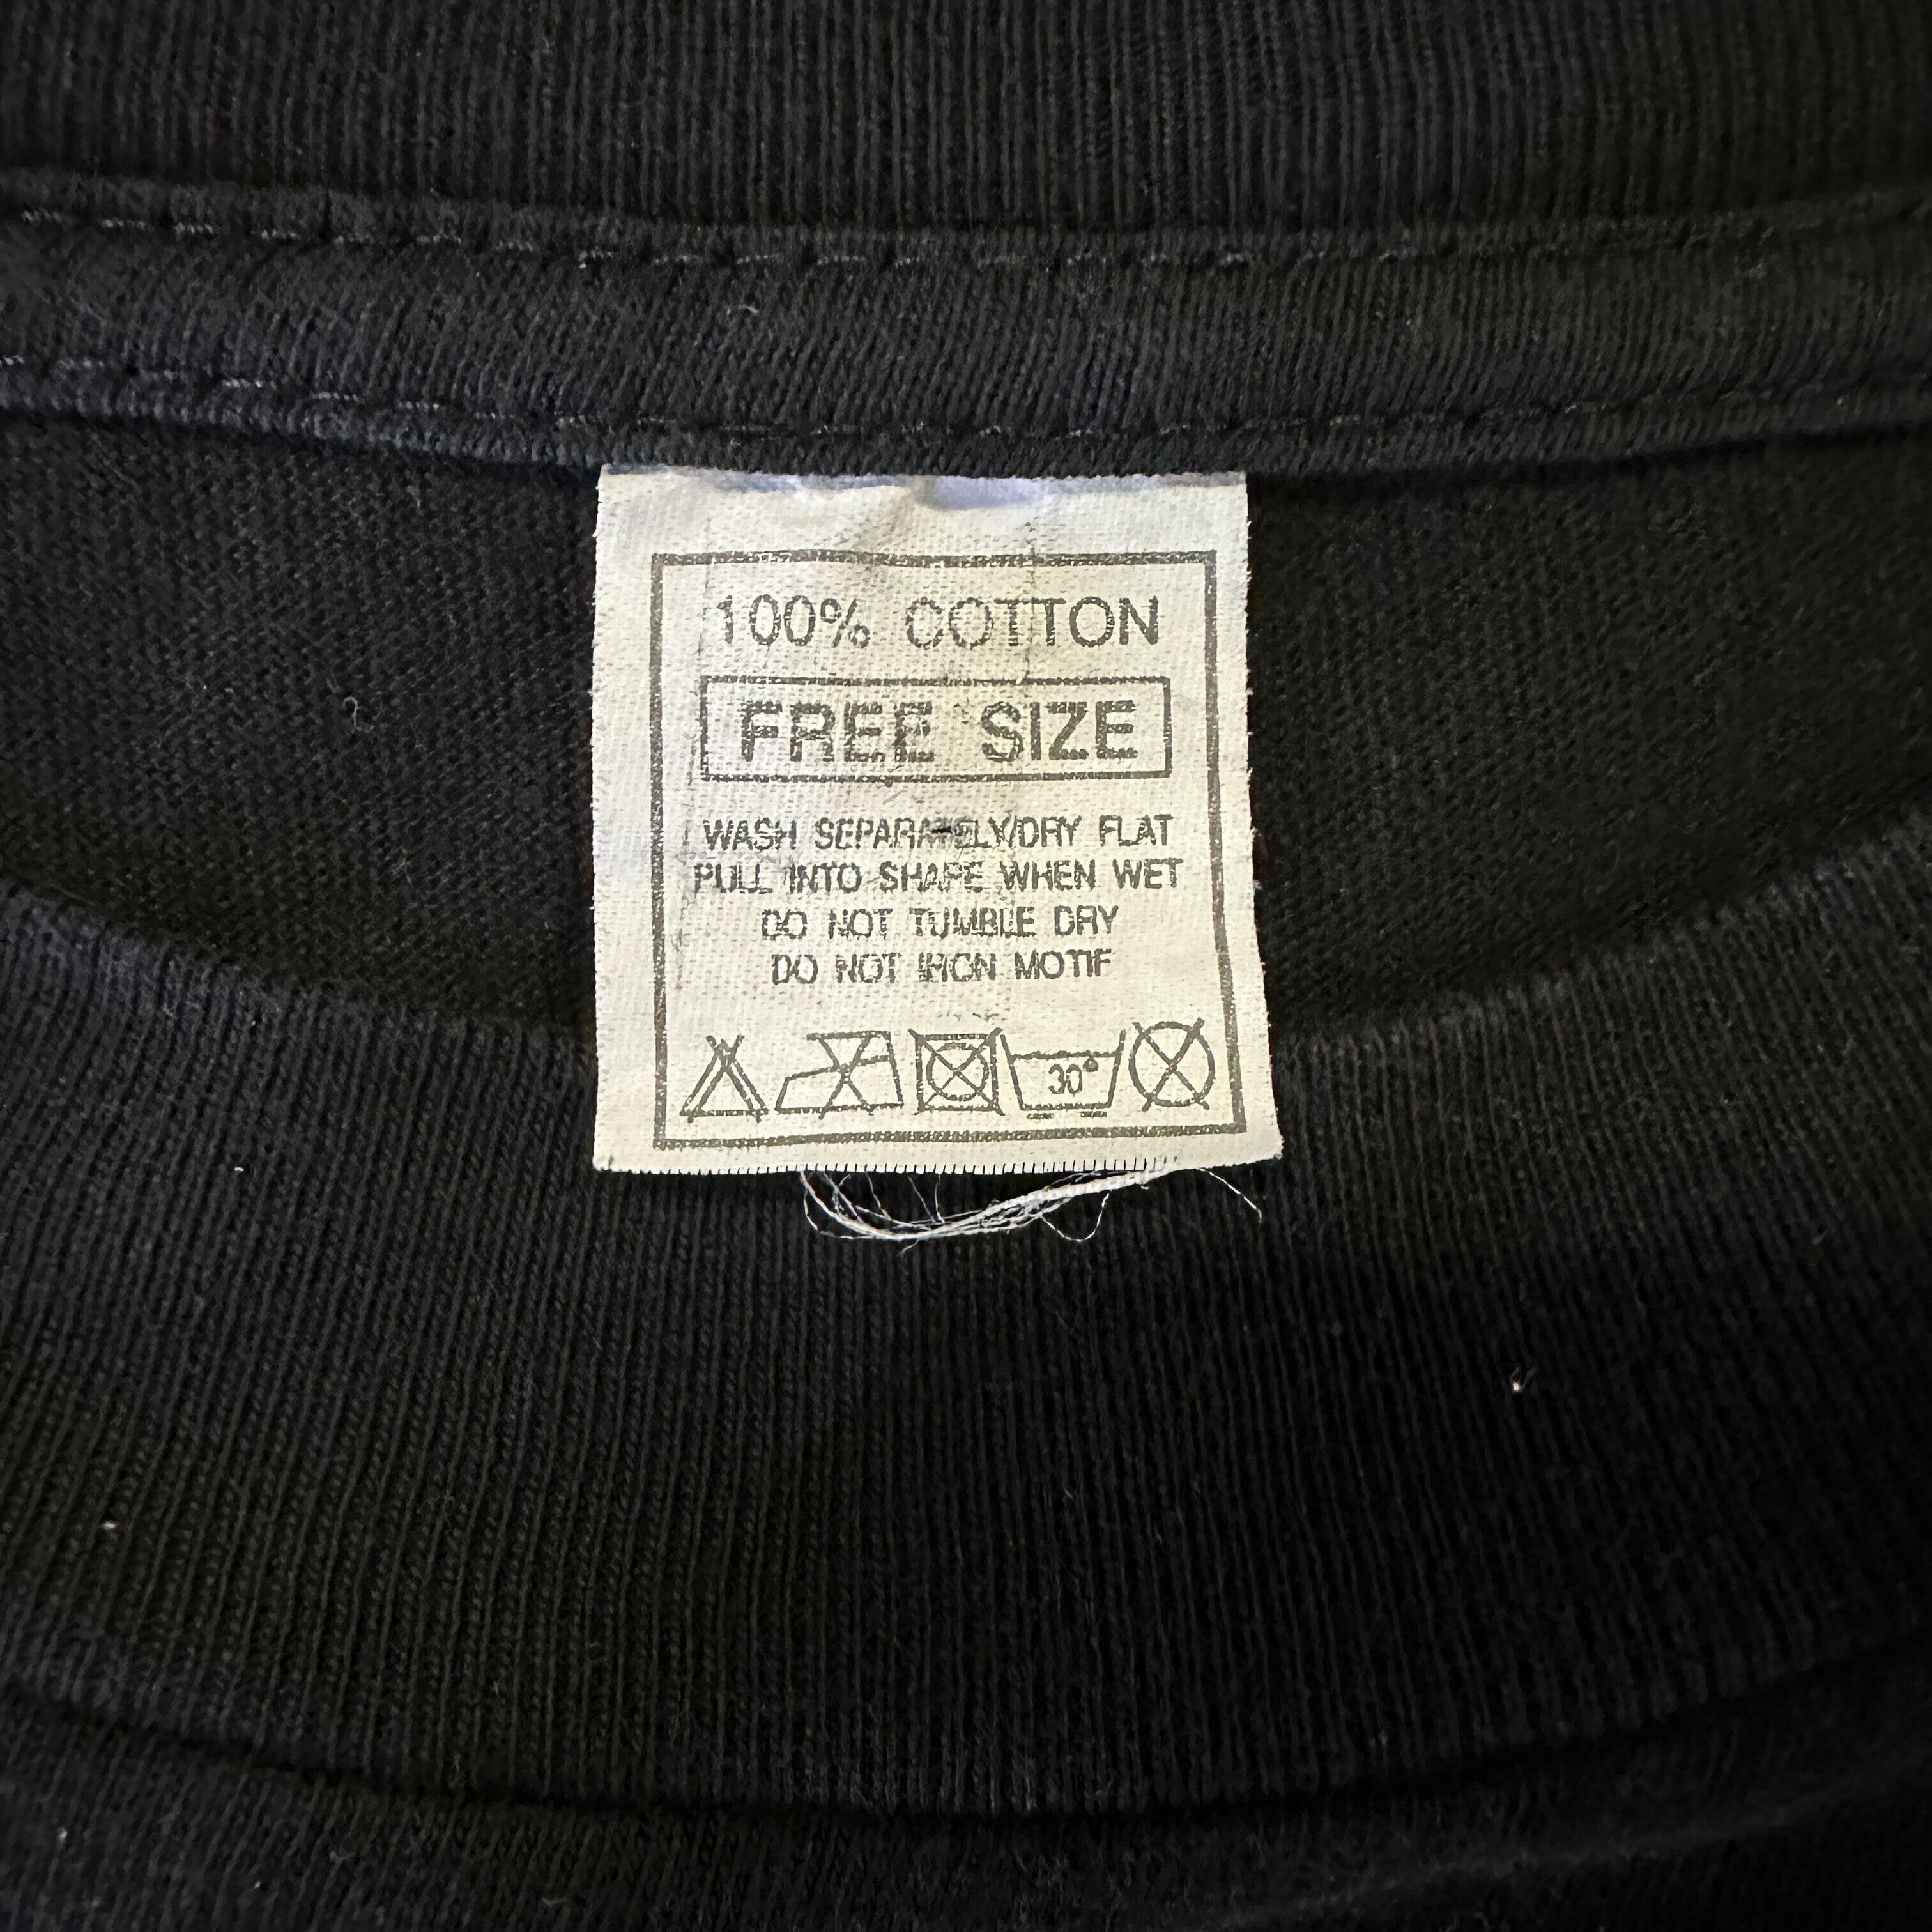 100% COTTON
FREE SIZE
WASH SEPARATELY/DRY FLAT
PULL INTO SHAPE WHEN WET
DO NOT TUMBLE DRY
DO NOT IRON MOTIF
30°